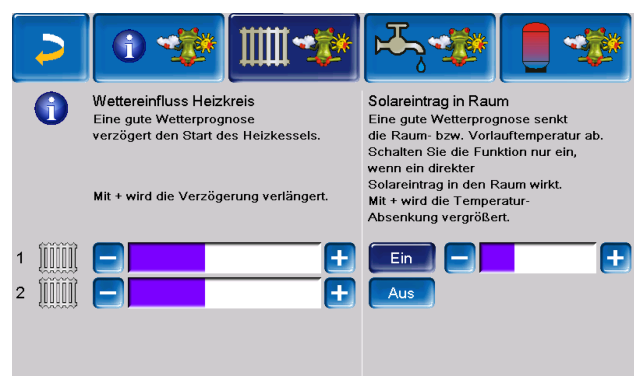 Wettereinfluss Heizkreis
Eine gute Wetterprognose
verzögert den Start des Heizkessels.
Mit + wird die Verzögerung verlängert.
Solareintrag in Raum
Eine gute Wetterprognose senkt
die Raum- bzw. Vorlauftemperatur ab.
Schalten Sie die Funktion nur ein,
wenn ein direkter
Solareintrag in den Raum wirkt.
Mit + wird die Temperatur-
Absenkung vergrößert.
1 - + Ein - +
2 - + Aus